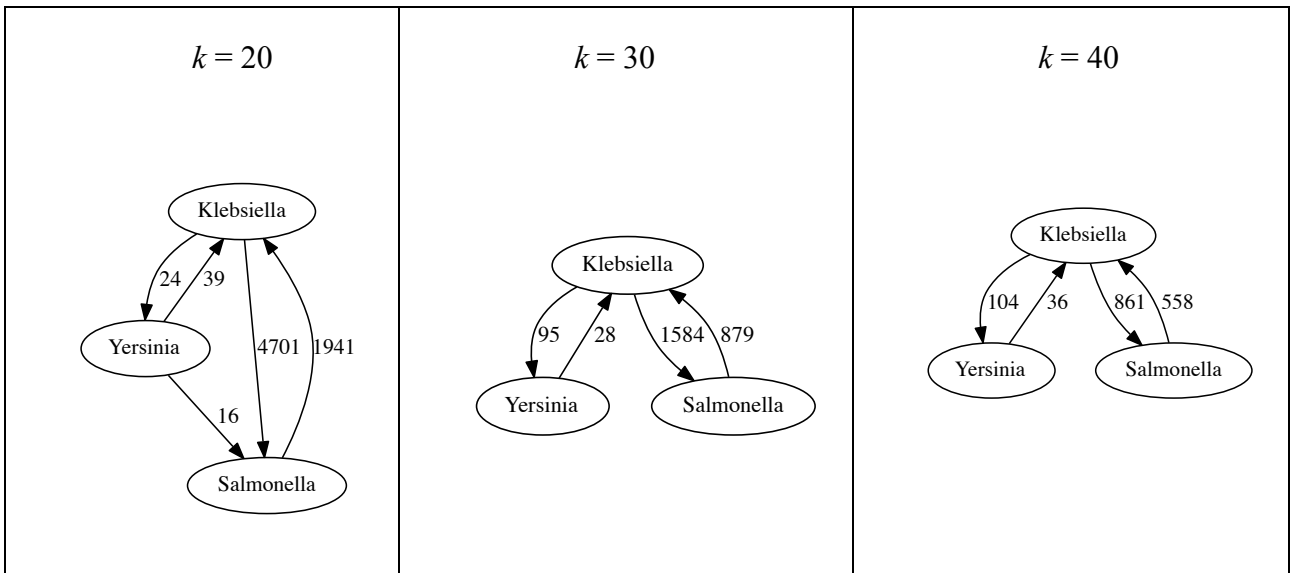 k = 20
Klebsiella
24
39
Yersinia
4701
1941
16
Salmonella
k = 30
Klebsiella
95
28
1584
879
Yersinia
Salmonella
k = 40
Klebsiella
104
36
861
558
Yersinia
Salmonella